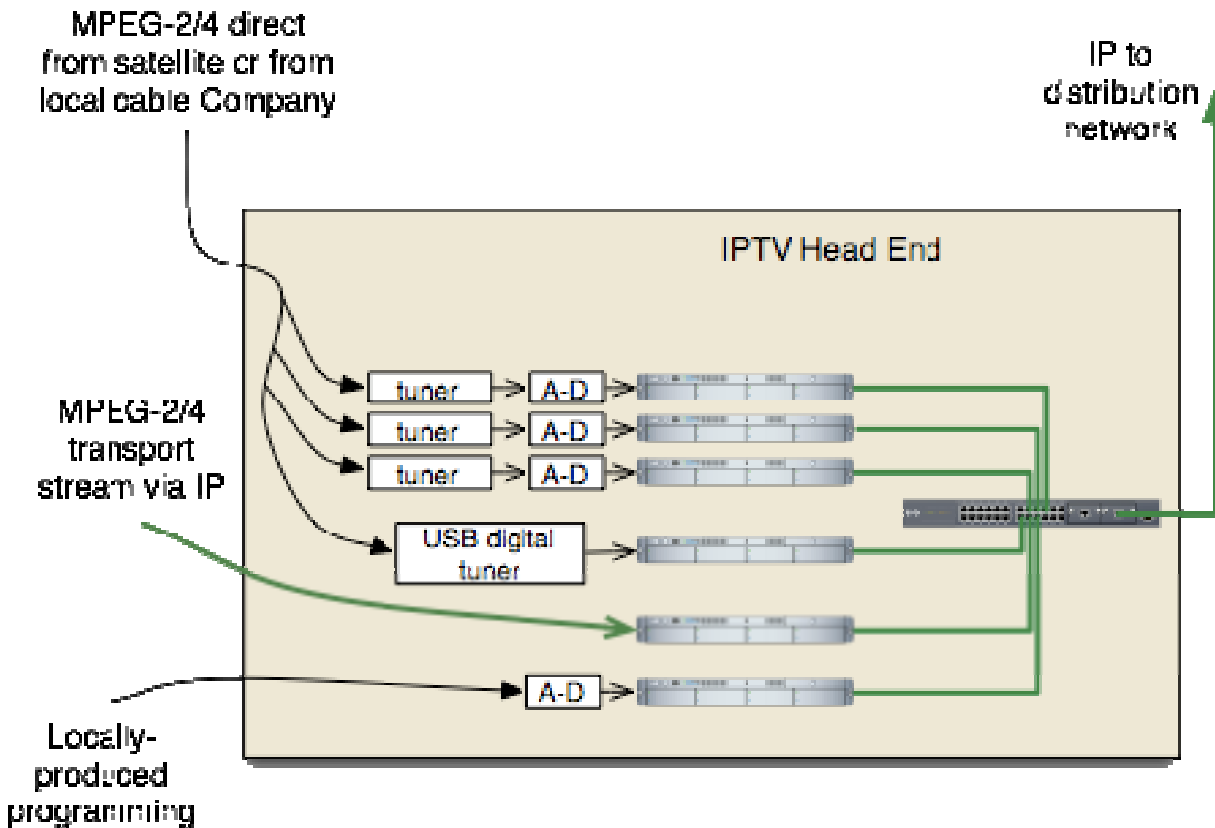 MPEG-2/4 direct
from satellite or from
local cable Company
IP to
distribution
network
IPTV Head End
tuner
A-D
tuner
A-D
tuner
A-D
MPEG-2/4
transport
stream via IP
USB digital
tuner
A-D
Locally-
produced
programming